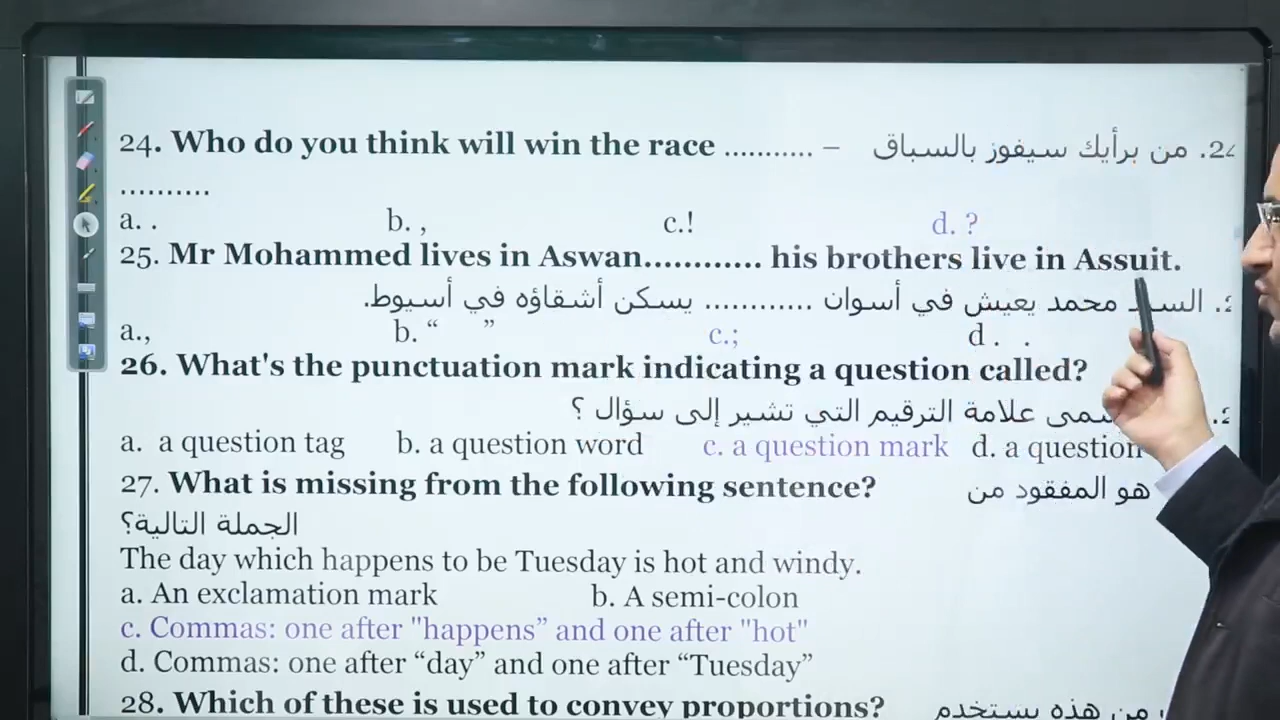 24. Who do you think will win the race ........... – 24. من برأيك سيفوز بالسباق
...........
a. . b. , c.! d. ?
25. Mr Mohammed lives in Aswan............ his brothers live in Assuit.
محمد يعيش في أسوان ............ يسكن أشقاؤه في أسيوط.
a., b. “ ” c.; d . .
26. What's the punctuation mark indicating a question called?
علامة الترقيم التي تشير إلى سؤال ؟
a. a question tag b. a question word c. a question mark d. a question
27. What is missing from the following sentence? هو المفقود من
الجملة التالية؟
The day which happens to be Tuesday is hot and windy.
a. An exclamation mark b. A semi-colon
c. Commas: one after "happens” and one after "hot"
d. Commas: one after “day” and one after “Tuesday”
28. Which of these is used to convey proportions? من هذه يستخدم